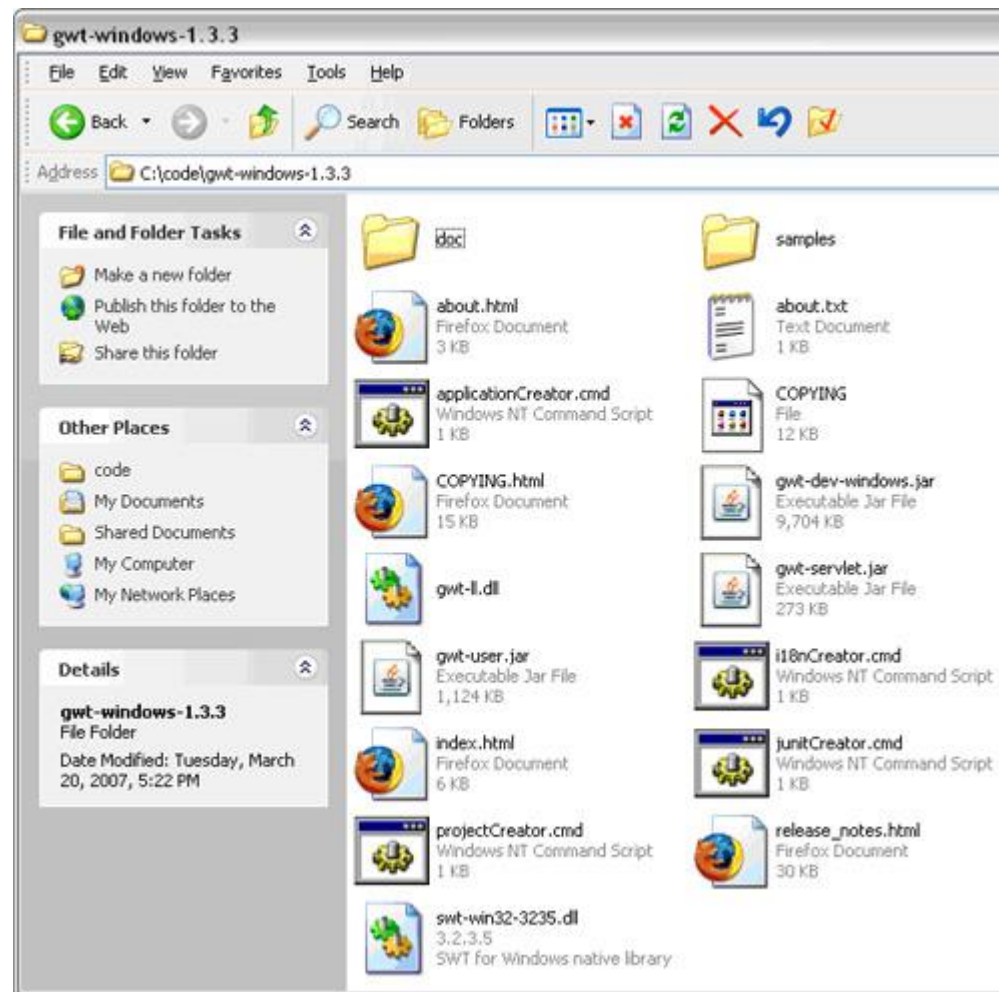 gwt-windows-1.3.3
File Edit View Favorites Tools Help
Back Search Folders
Address C:\code\gwt-windows-1.3.3
File and Folder Tasks
Make a new folder
Publish this folder to the
Web
Share this folder
Other Places
code
My Documents
Shared Documents
My Computer
My Network Places
Details
gwt-windows-1.3.3
File Folder
Date Modified: Tuesday, March
20, 2007, 5:22 PM
doc
samples
about.html
Firefox Document
3 KB
about.txt
Text Document
1 KB
applicationCreator.cmd
Windows NT Command Script
1 KB
COPYING
File
12 KB
COPYING.html
Firefox Document
15 KB
gwt-dev-windows.jar
Executable Jar File
9,704 KB
gwt-ll.dll
gwt-servlet.jar
Executable Jar File
273 KB
gwt-user.jar
Executable Jar File
1,124 KB
i18nCreator.cmd
Windows NT Command Script
1 KB
index.html
Firefox Document
6 KB
junitCreator.cmd
Windows NT Command Script
1 KB
projectCreator.cmd
Windows NT Command Script
1 KB
release_notes.html
Firefox Document
30 KB
swt-win32-3235.dll
3.2.3.5
SWT for Windows native library